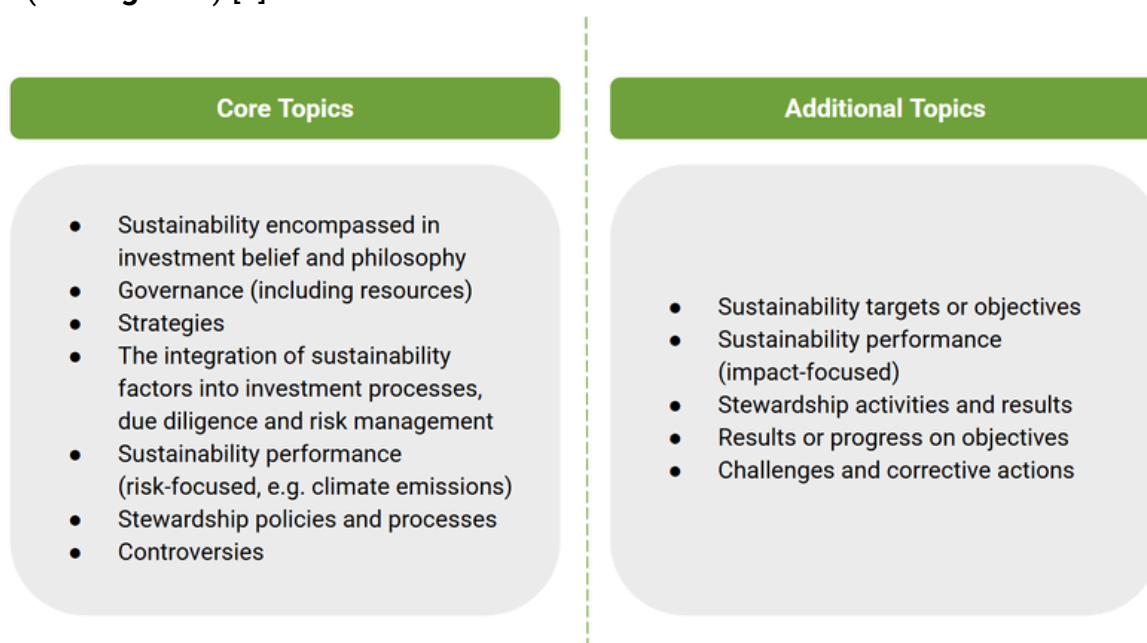 Core Topics
● Sustainability encompassed in
investment belief and philosophy
● Governance (including resources)
● Strategies
● The integration of sustainability
factors into investment processes,
due diligence and risk management
● Sustainability performance
(risk-focused, e.g. climate emissions)
● Stewardship policies and processes
● Controversies
Additional Topics
● Sustainability targets or objectives
● Sustainability performance
(impact-focused)
● Stewardship activities and results
● Results or progress on objectives
● Challenges and corrective actions